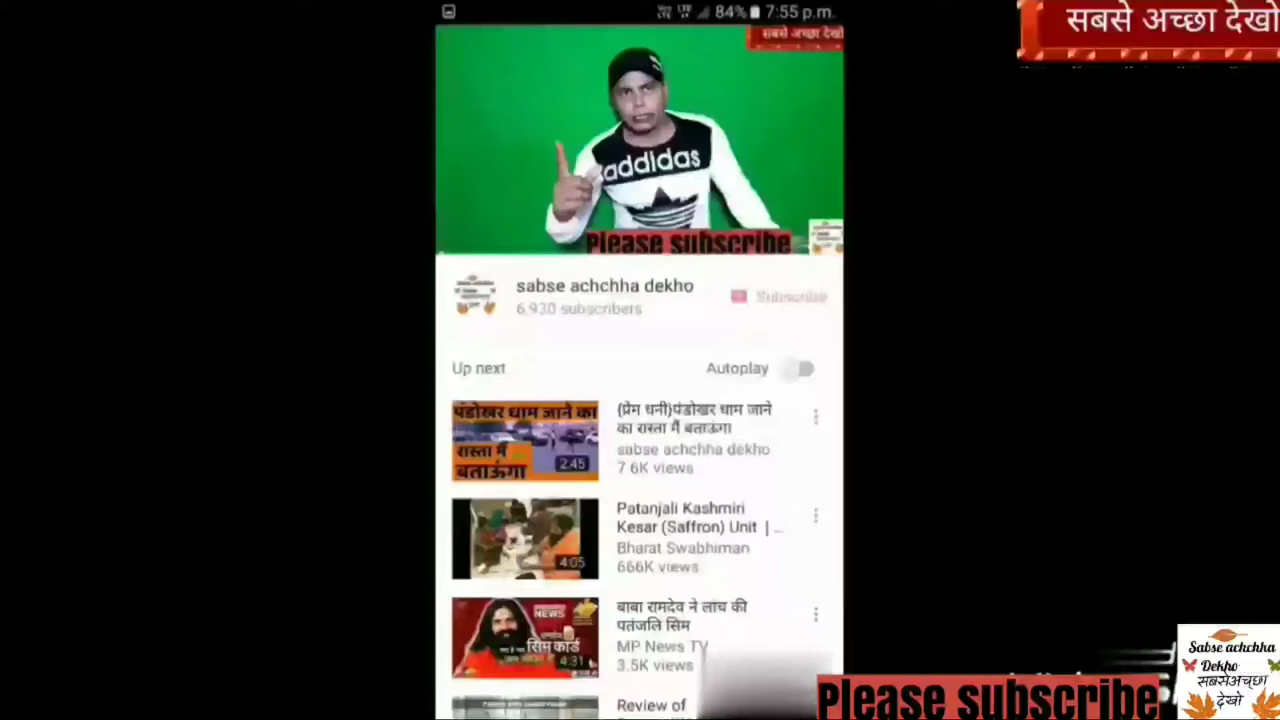 84% 7:55 p.m.
सबसे अच्छा देखो
सबसे अच्छा देखो
addidas
Please subscribe
sabse achchha dekho
Subscribe
6,930 subscribers
Up next
Autoplay
पंडोखर धाम जाने का
रास्ता मैं
बताऊंगा
2:45
{प्रेम धनी}पंडोखर धाम जाने
का रास्ता मैं बताऊंगा
sabse achchha dekho
7.6K views
4:05
Patanjali Kashmiri
Kesar (Saffron) Unit | ...
Bharat Swabhiman
666K views
NEWS
सिम कार्ड
4:31
बाबा रामदेव ने लांच की
पतंजलि सिम
MP News TV
3.5K views
Review of
Please subscribe
Sabse achchha
Dekho
सबसे अच्छा
देखो